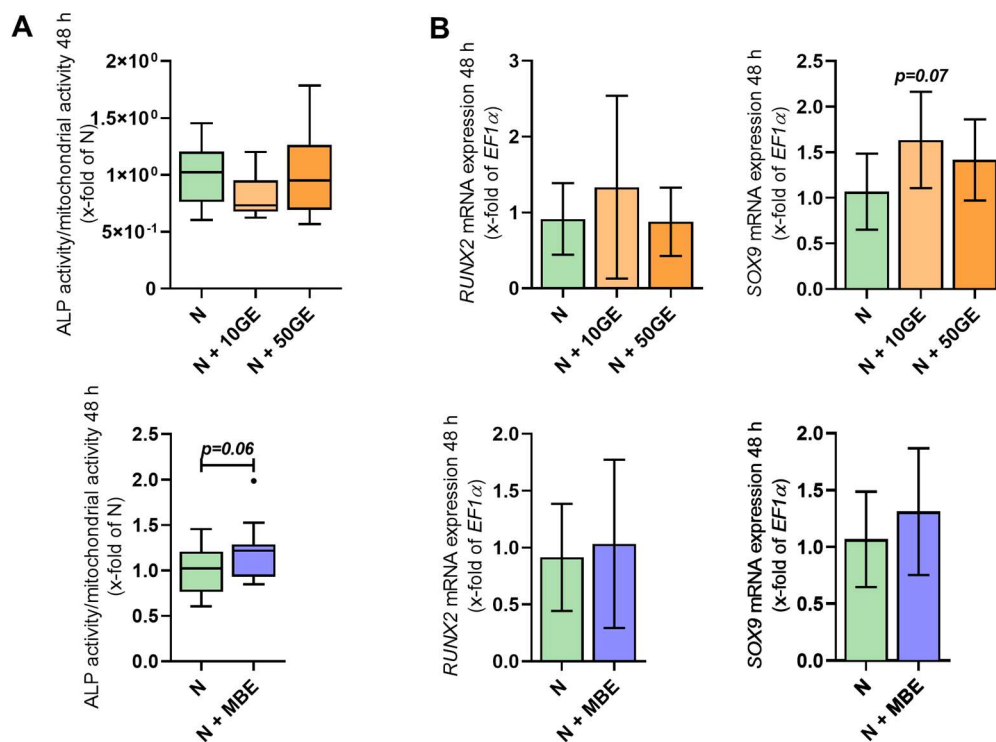 A
ALP activity/mitochondrial activity 48 h
(x-fold of N)
2×10⁰
1.5×10⁰
1×10⁰
5×10⁻¹
0
N
N + 10GE
N + 50GE
B
RUNX2 mRNA expression 48 h
(x-fold of EF1α)
3
2
1
0
N
N + 10GE
N + 50GE
SOX9 mRNA expression 48 h
(x-fold of EF1α)
2.5
2.0
1.5
1.0
0.5
0.0
p=0.07
N
N + 10GE
N + 50GE
ALP activity/mitochondrial activity 48 h
(x-fold of N)
2.5
2.0
1.5
1.0
0.5
0.0
p=0.06
N
N + MBE
RUNX2 mRNA expression 48 h
(x-fold of EF1α)
2.0
1.5
1.0
0.5
0.0
N
N + MBE
SOX9 mRNA expression 48 h
(x-fold of EF1α)
2.0
1.5
1.0
0.5
0.0
N
N + MBE